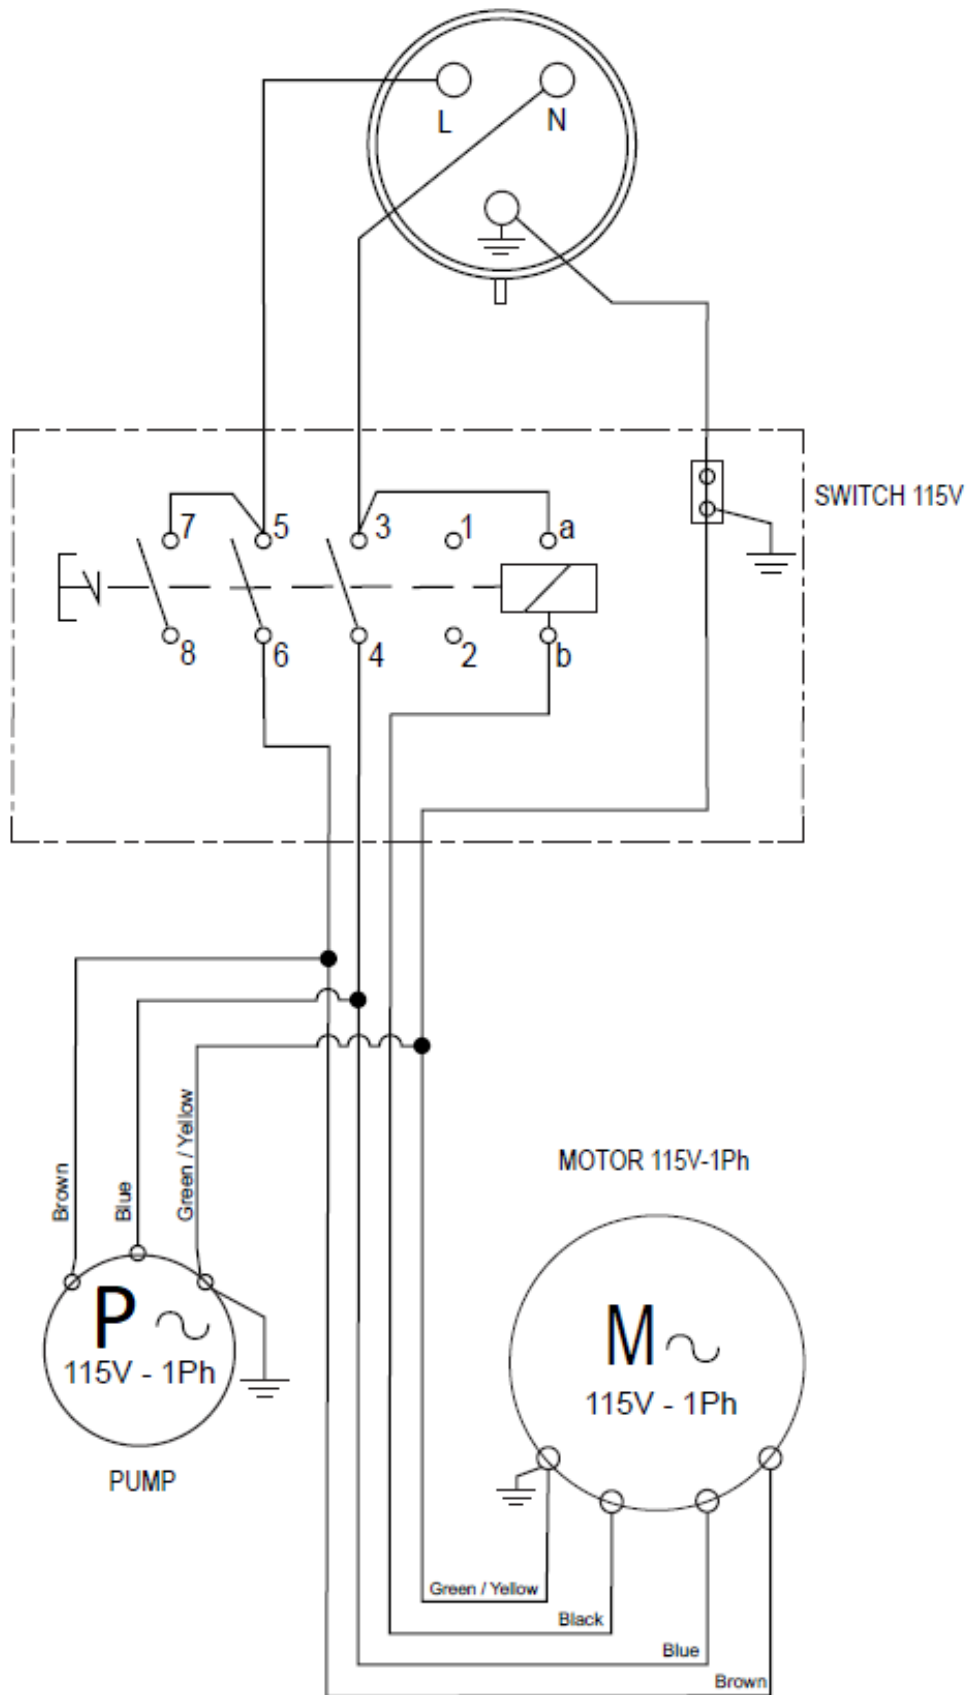 L
N
SWITCH 115V
7
5
3
1
a
8
6
4
2
b
Brown
Blue
Green / Yellow
MOTOR 115V-1Ph
P
115V - 1Ph
M
115V - 1Ph
PUMP
Green / Yellow
Black
Blue
Brown